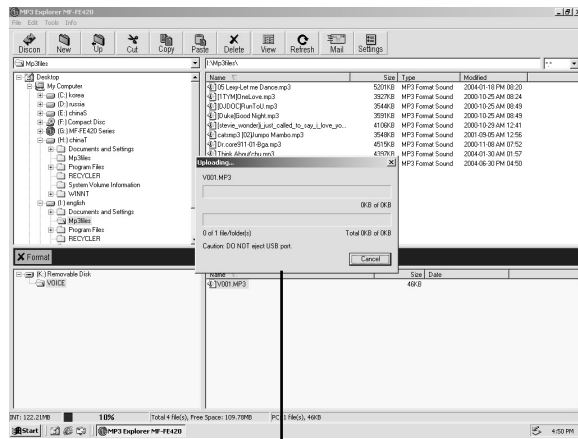 MP3 Explorer MF-FE420
File Edit Tools Info
Discon New Up Cut Copy Paste Delete View Refresh Mail Settings
Mp3files
I:\Mp3files\
*.*
Desktop
My Computer
(C:) korea
(D:) russia
(E:) chinaS
(F:) Compact Disc
(G:) MF-FE420 Series
(H:) chinaT
Documents and Settings
Mp3files
Program Files
RECYCLER
System Volume Information
WINNT
(I:) english
Documents and Settings
Mp3files
Program Files
RECYCLER
Name Size Type Modified
05 Lexy-Let me Dance.mp3 5201KB MP3 Format Sound 2004-01-18 PM 08:20
[1TYM]OneLove.mp3 3927KB MP3 Format Sound 2000-10-25 AM 08:24
[DJDOC]RunToU.mp3 3544KB MP3 Format Sound 2000-10-25 AM 08:49
[Duke]Good Night.mp3 3591KB MP3 Format Sound 2000-10-25 AM 08:49
[stevie_wonder]i_just_called_to_say_i_love_yo... 4106KB MP3 Format Sound 2000-10-29 AM 12:41
catsmp3 [02]Jumpo Mambo.mp3 3548KB MP3 Format Sound 2001-09-05 AM 12:56
Dr.core911-01-Bga.mp3 4515KB MP3 Format Sound 2000-11-08 AM 07:52
Think About'chu.mp3 4397KB MP3 Format Sound 2004-01-30 AM 01:57
MP3 Format Sound 2004-06-30 PM 04:50
Uploading...
V001.MP3
0KB of 0KB
0 of 1 file/folder(s) Total 0KB of 0KB
Caution: DO NOT eject USB port.
Cancel
Format
(K:) Removable Disk
VOICE
Name Size Date
V001.MP3 46KB
INT: 122.21MB 10% Total 4 file(s), Free Space: 109.78MB PC: 1 file(s), 46KB
Start MP3 Explorer MF-FE420 4:50 PM